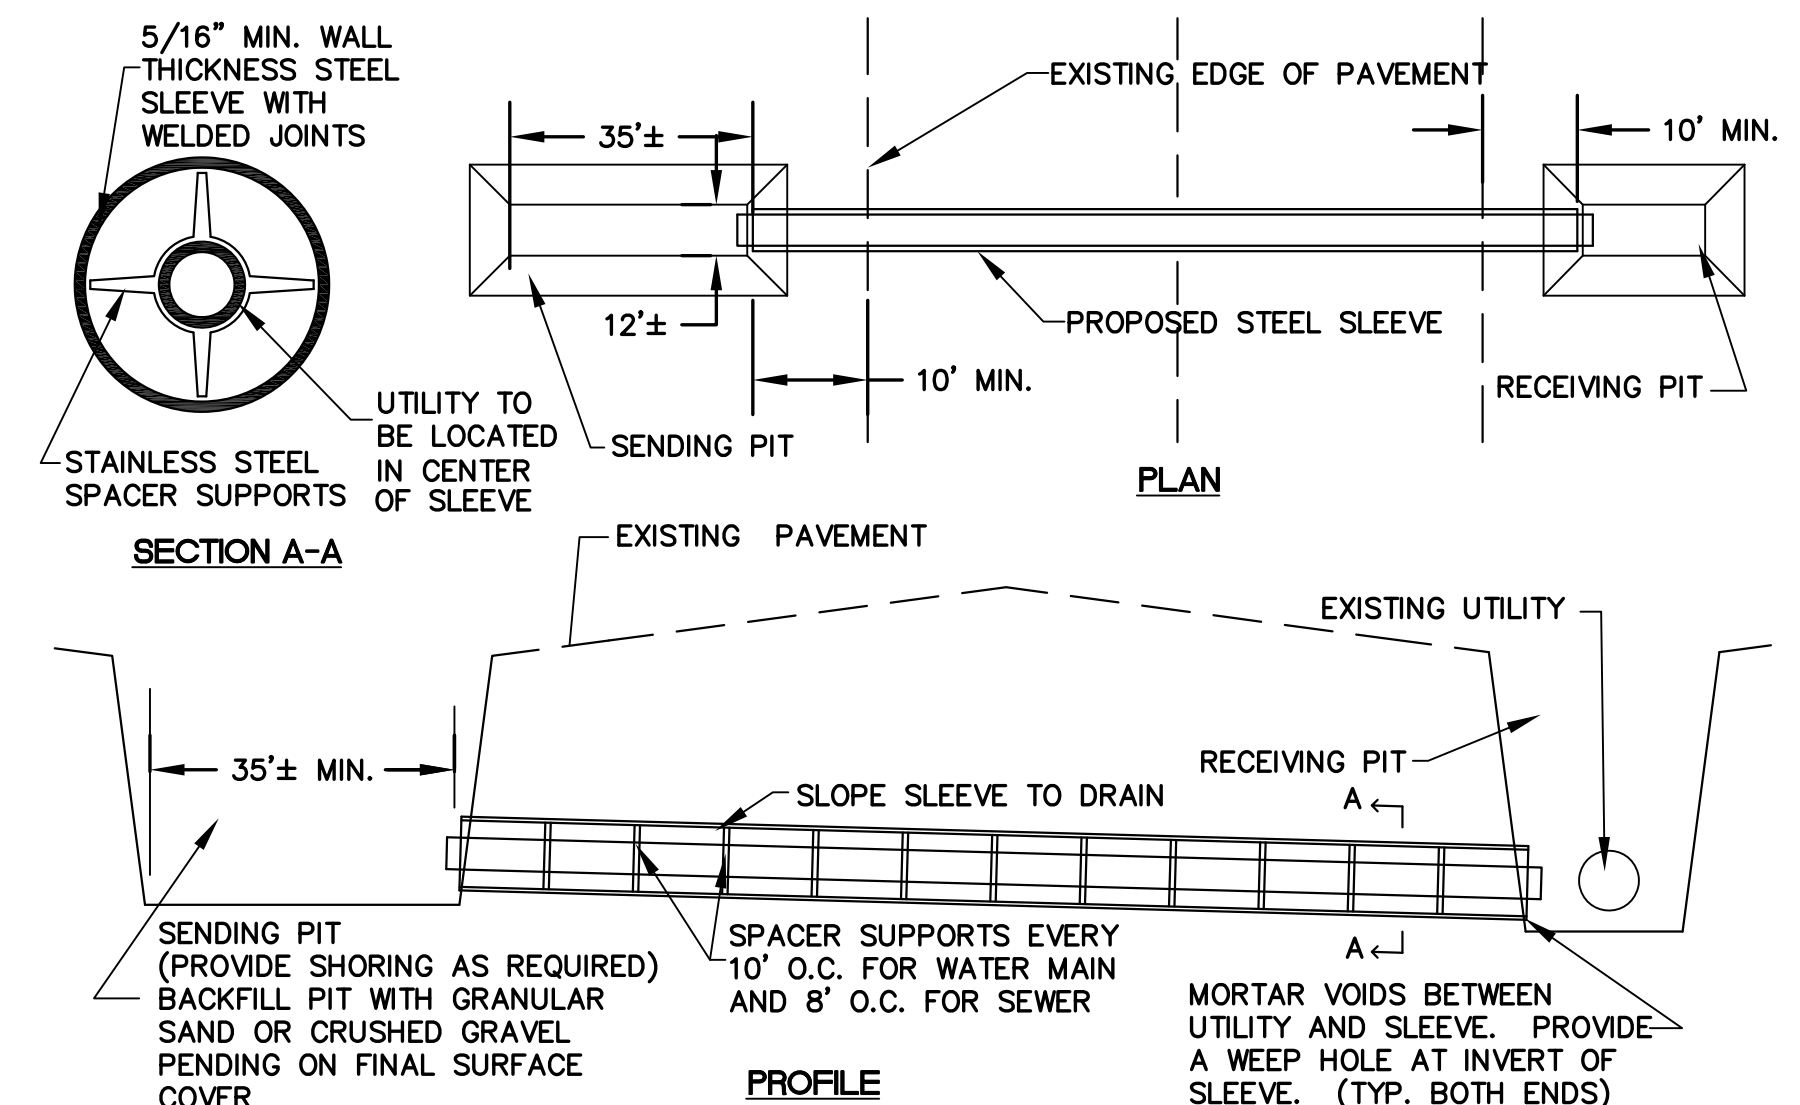 5/16" MIN. WALL
THICKNESS STEEL
SLEEVE WITH
WELDED JOINTS
STAINLESS STEEL
SPACER SUPPORTS
UTILITY TO
BE LOCATED
IN CENTER
OF SLEEVE
SECTION A-A
35'±
12'±
EXISTING EDGE OF PAVEMENT
10' MIN.
PROPOSED STEEL SLEEVE
10' MIN.
SENDING PIT
RECEIVING PIT
PLAN
EXISTING PAVEMENT
EXISTING UTILITY
RECEIVING PIT
35'± MIN.
SLOPE SLEEVE TO DRAIN
A
A
SENDING PIT
(PROVIDE SHORING AS REQUIRED)
BACKFILL PIT WITH GRANULAR
SAND OR CRUSHED GRAVEL
PENDING ON FINAL SURFACE
COVER
SPACER SUPPORTS EVERY
10' O.C. FOR WATER MAIN
AND 8' O.C. FOR SEWER
MORTAR VOIDS BETWEEN
UTILITY AND SLEEVE. PROVIDE
A WEEP HOLE AT INVERT OF
SLEEVE. (TYP. BOTH ENDS)
PROFILE